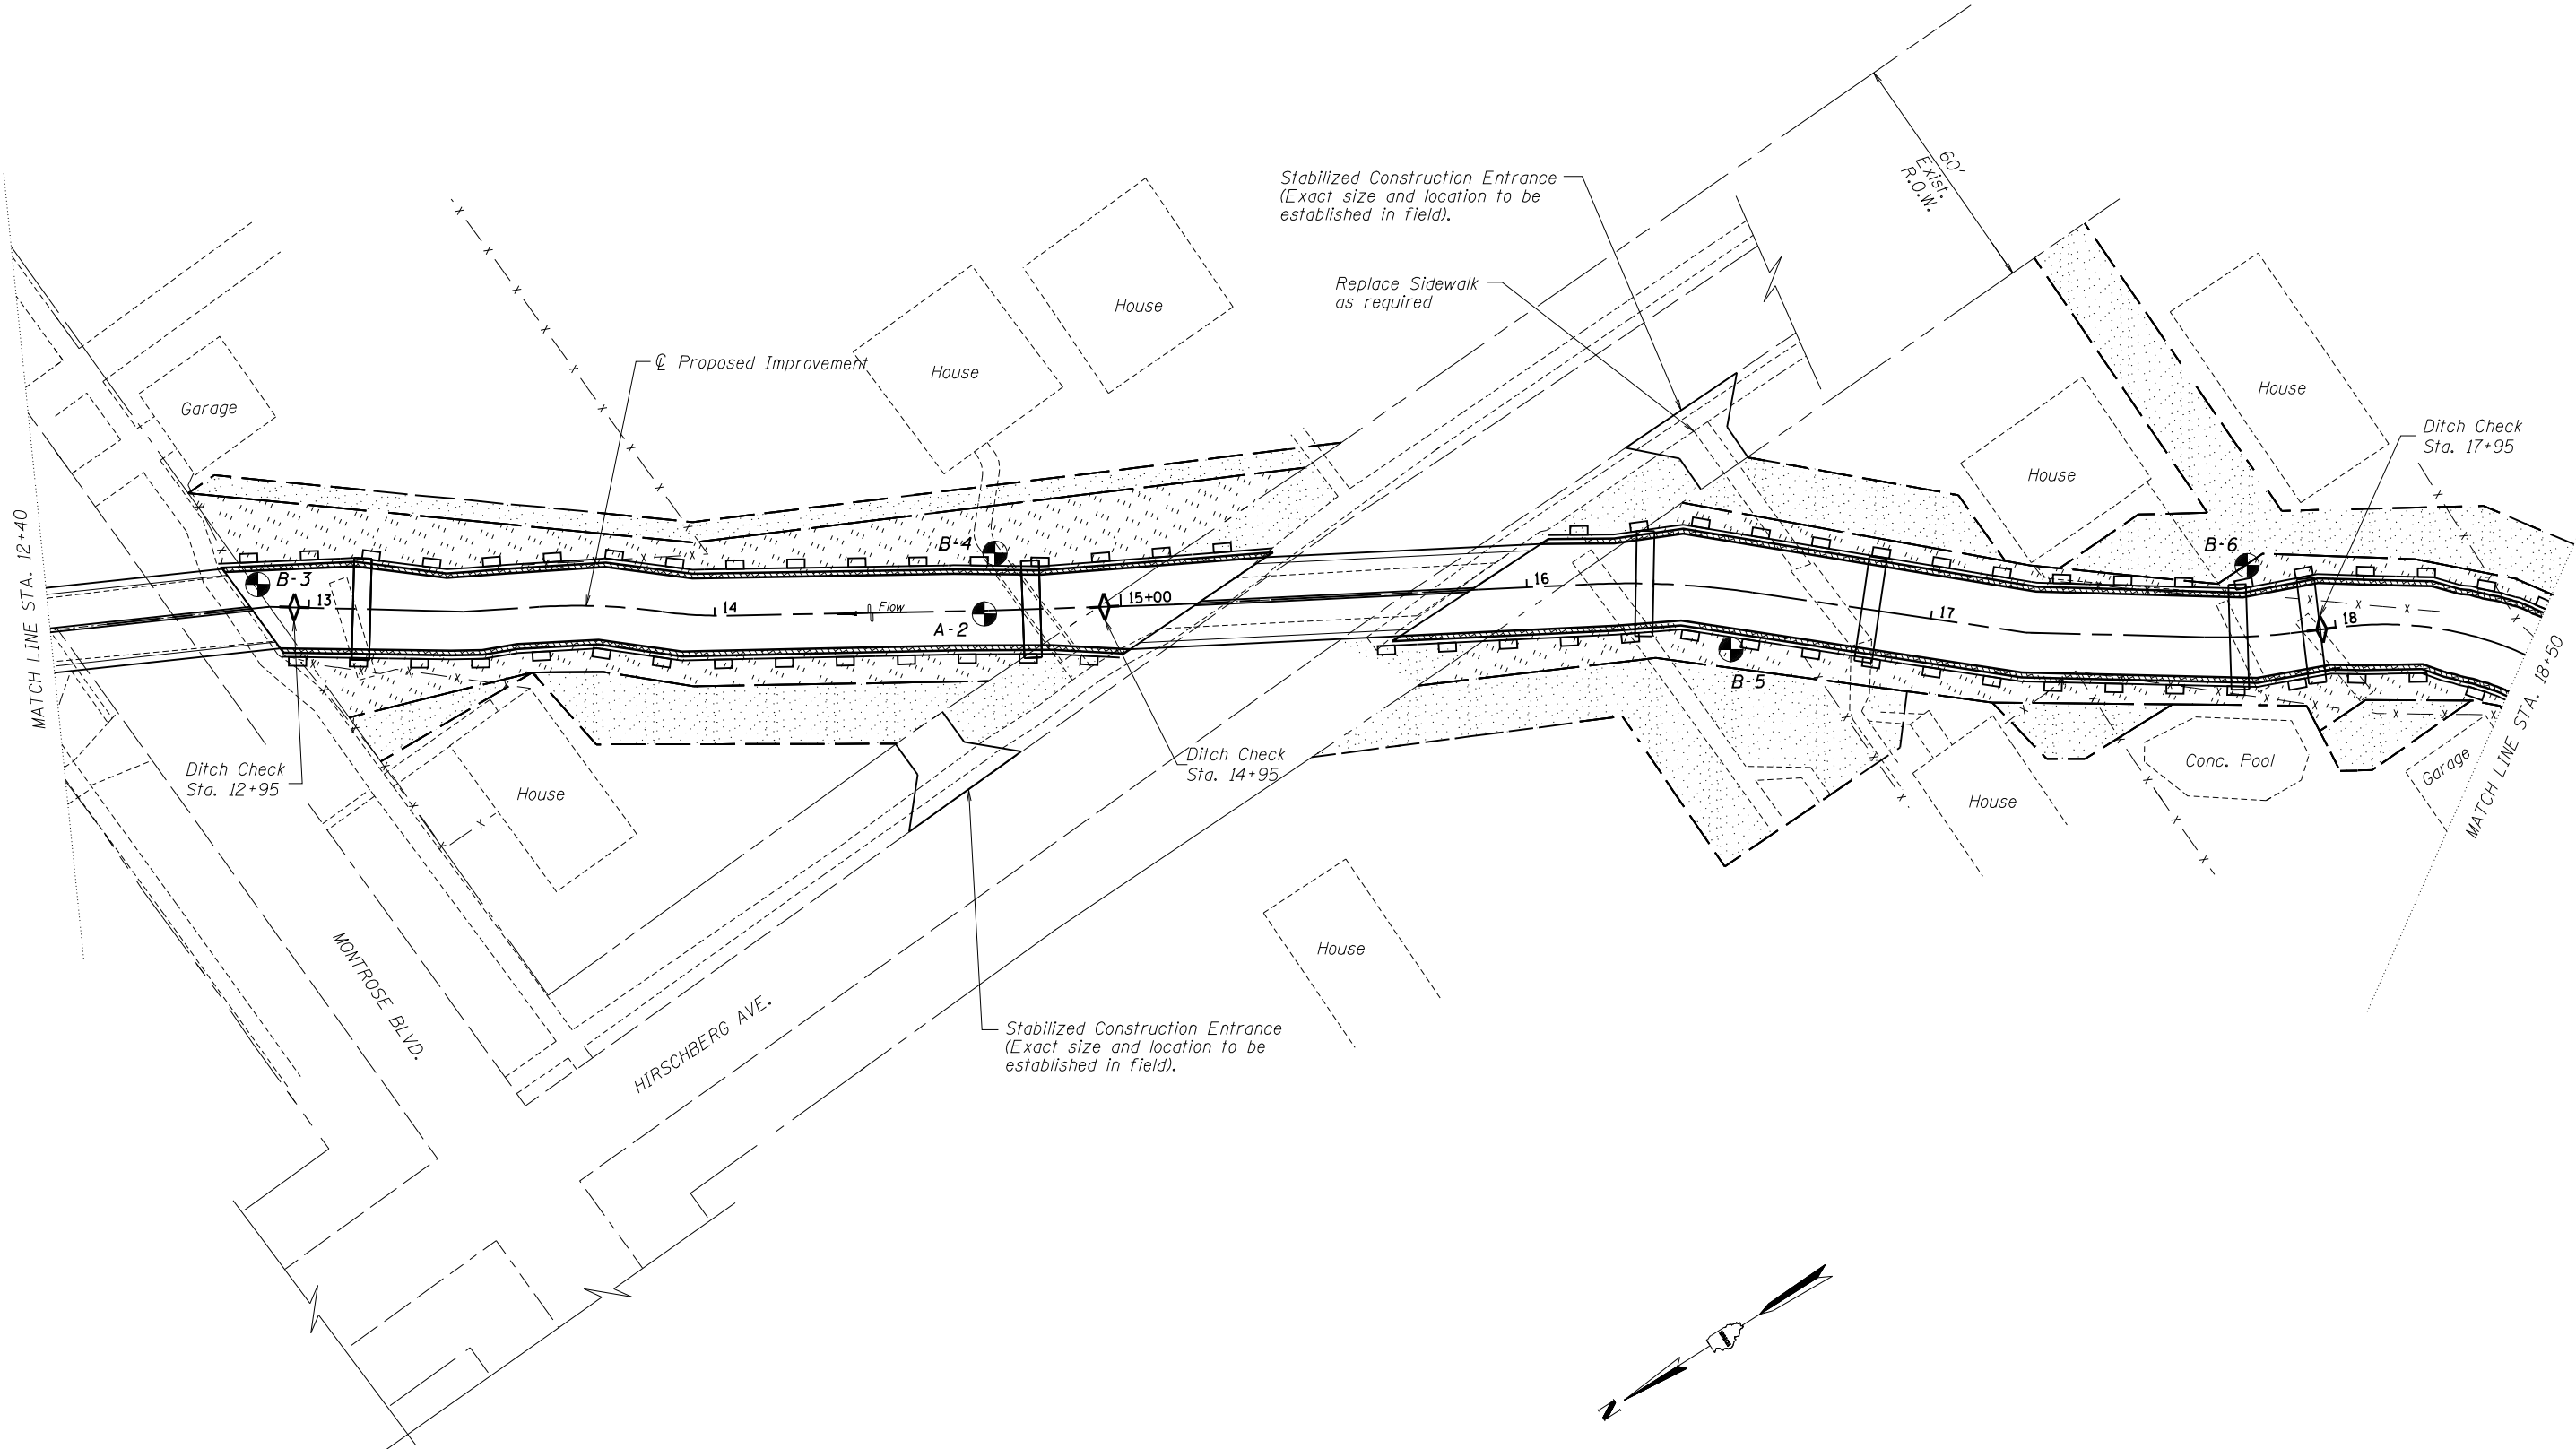 Stabilized Construction Entrance
(Exact size and location to be
established in field).
60'
Exist.
R.O.W.
Replace Sidewalk
as required
House
House
℄ Proposed Improvement
House
Garage
House
Ditch Check
Sta. 17+95
MATCH LINE STA. 12+40
B-3
13
14
Flow
B-4
A-2
15+00
16
B-5
17
B-6
18
MATCH LINE STA. 18+50
Ditch Check
Sta. 12+95
House
Ditch Check
Sta. 14+95
House
Conc. Pool
Garage
House
MONTROSE BLVD.
HIRSCHBERG AVE.
Stabilized Construction Entrance
(Exact size and location to be
established in field).
N